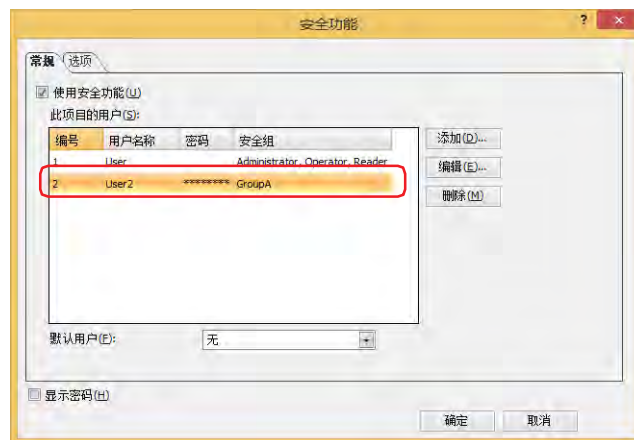 安全功能
? ×
常规 选项
使用安全功能(U)
此项目的用户(S):
编号 用户名称 密码 安全组
1 User Administrator, Operator, Reader
2 User2 ******** GroupA
添加(D)...
编辑(E)...
删除(M)
默认用户(F): 无
显示密码(H)
确定 取消